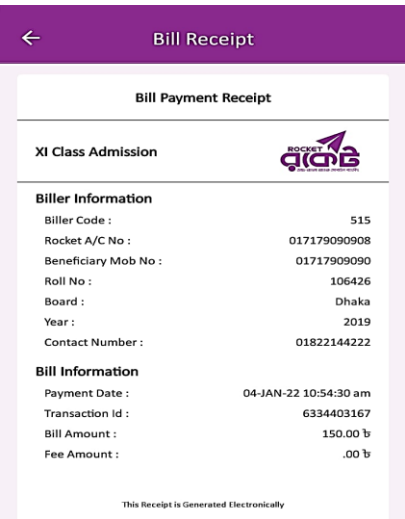 Bill Receipt
Bill Payment Receipt
XI Class Admission
ROCKET
রকেট
Biller Information
Biller Code : 515
Rocket A/C No : 017179090908
Beneficiary Mob No : 01717909090
Roll No : 106426
Board : Dhaka
Year : 2019
Contact Number : 01822144222
Bill Information
Payment Date : 04-JAN-22 10:54:30 am
Transaction Id : 6334403167
Bill Amount : 150.00 ৳
Fee Amount : .00 ৳
This Receipt is Generated Electronically